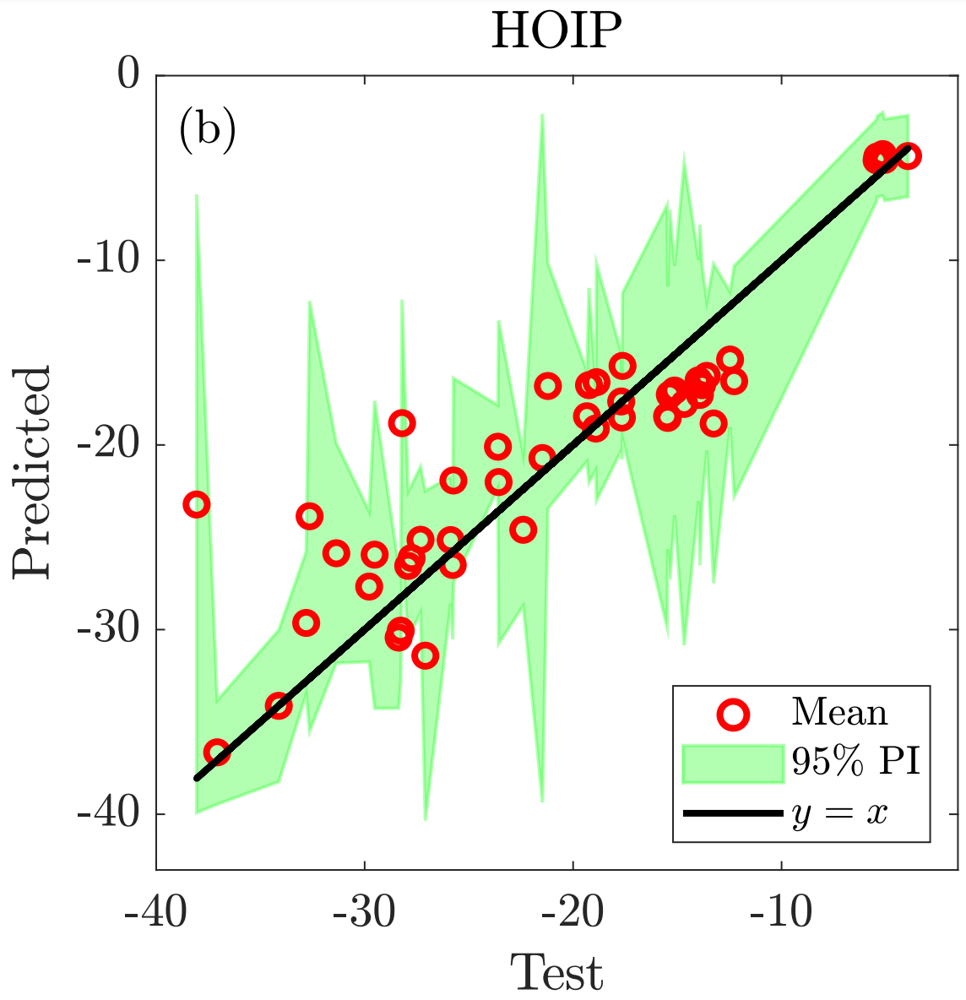 HOIP
(b)
0
-10
-20
-30
-40
Predicted
Mean
95% PI
y = x
-40
-30
-20
-10
Test